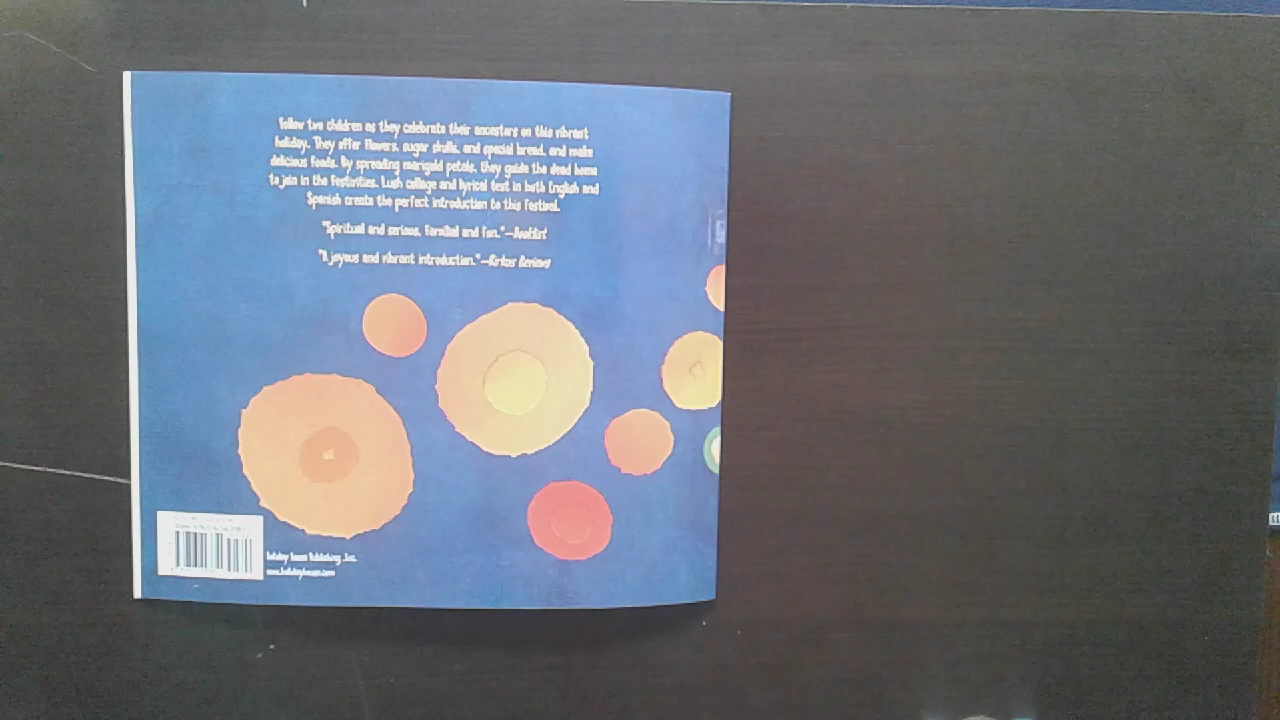 Follow two children as they celebrate their ancestors on this vibrant
holiday. They offer flowers, sugar skulls, and special bread, and make
delicious foods. By spreading marigold petals, they guide the dead home
to join in the festivities. Lush collage and lyrical text in both English and
Spanish create the perfect introduction to this festival.
"Spiritual and serious, familial and fun."—Booklist
"A joyous and vibrant introduction."—Kirkus Reviews
Holiday House Publishing, Inc.
www.holidayhouse.com